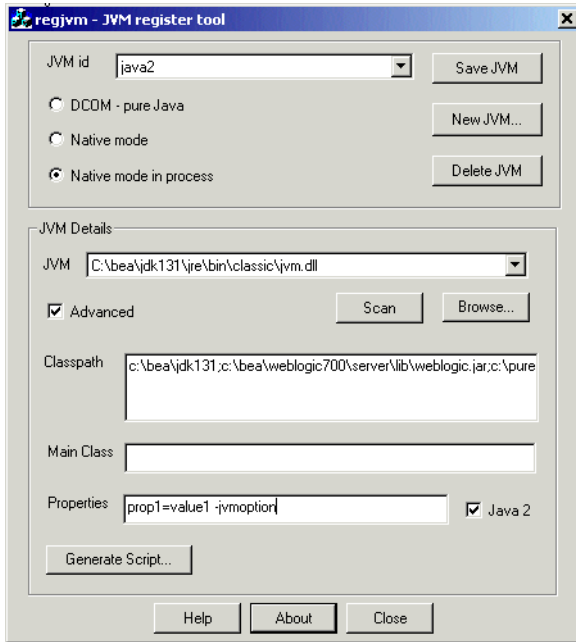 regjvm - JVM register tool
JVM id java2 Save JVM
DCOM - pure Java
New JVM...
Native mode
Native mode in process Delete JVM
JVM Details
JVM C:\bea\jdk131\jre\bin\classic\jvm.dll
Advanced Scan Browse...
Classpath c:\bea\jdk131;c:\bea\weblogic700\server\lib\weblogic.jar;c:\pure
Main Class
Properties prop1=value1 -jvmoption Java 2
Generate Script...
Help About Close